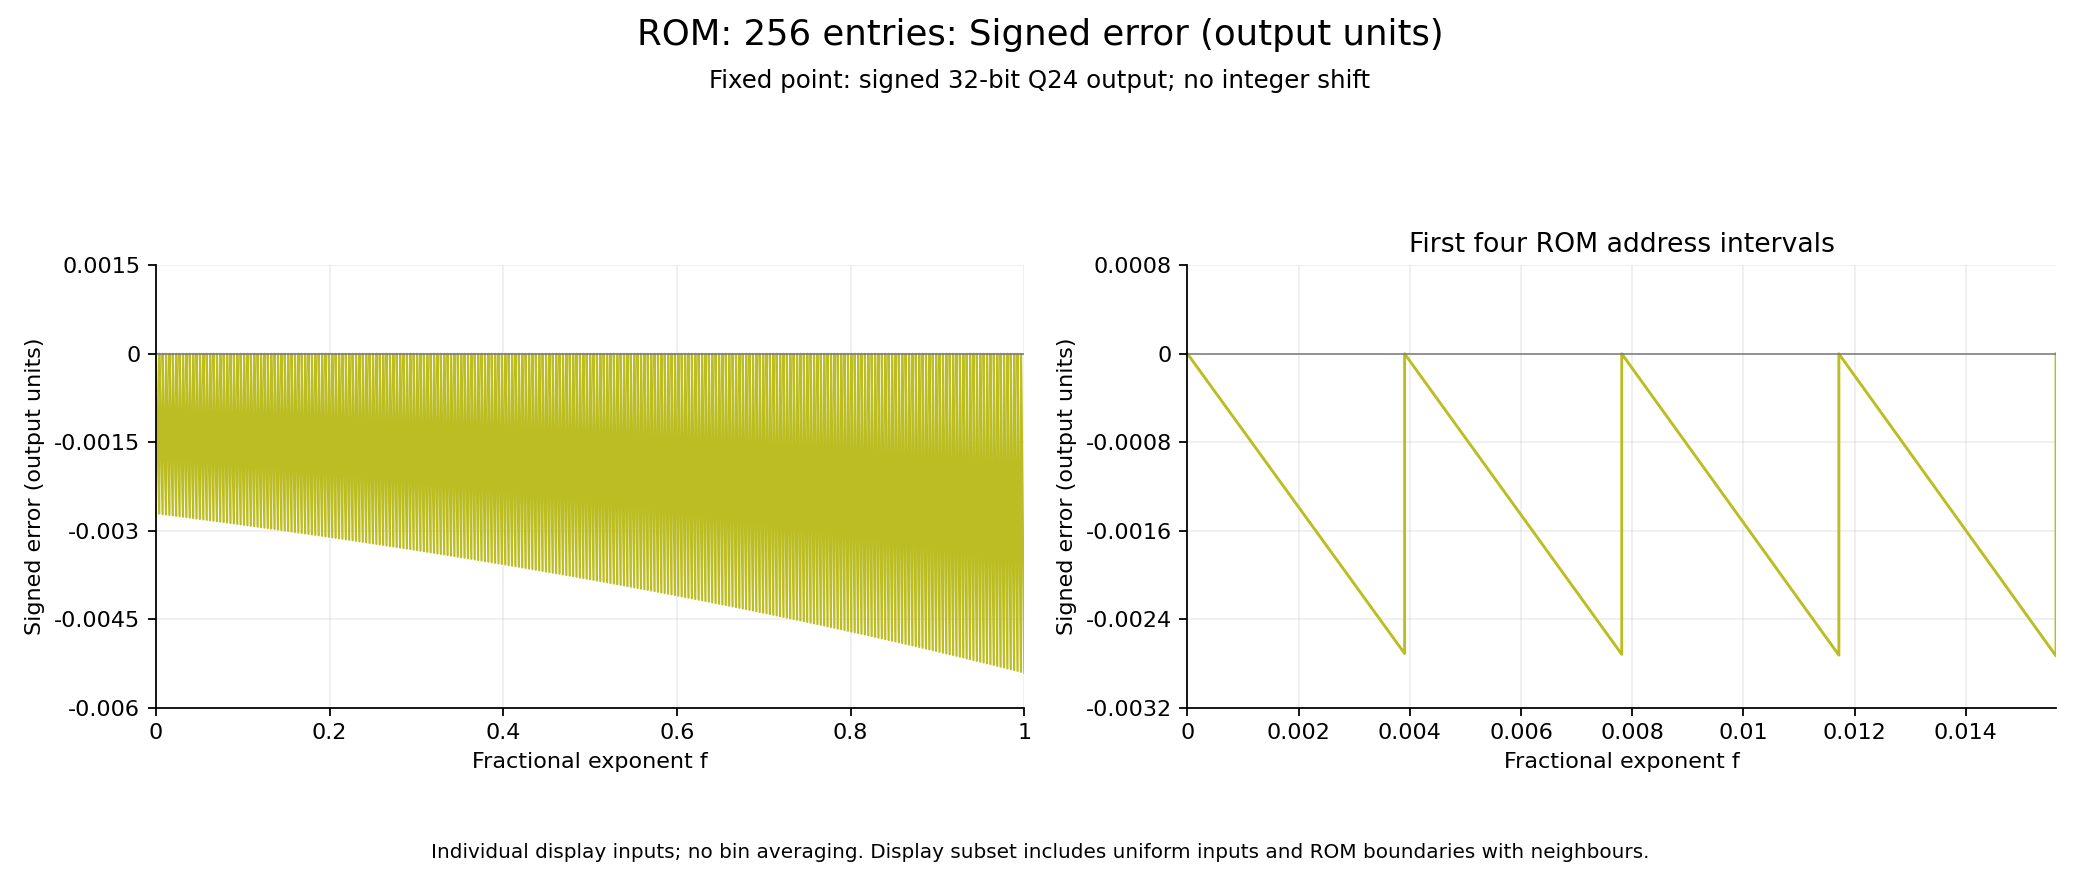 ROM: 256 entries: Signed error (output units)
Fixed point: signed 32-bit Q24 output; no integer shift
Signed error (output units)
0.0015
0
-0.0015
-0.003
-0.0045
-0.006
0 0.2 0.4 0.6 0.8 1
Fractional exponent f
First four ROM address intervals
Signed error (output units)
0.0008
0
-0.0008
-0.0016
-0.0024
-0.0032
0 0.002 0.004 0.006 0.008 0.01 0.012 0.014
Fractional exponent f
Individual display inputs; no bin averaging. Display subset includes uniform inputs and ROM boundaries with neighbours.